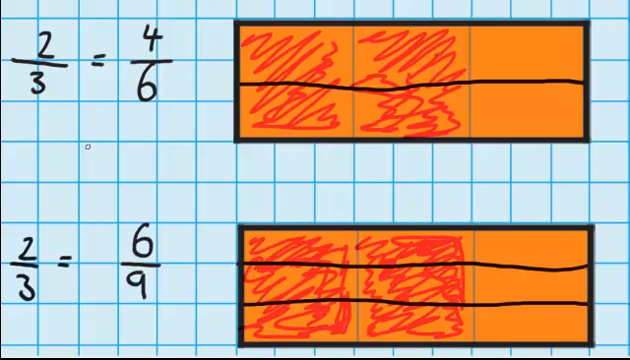 2/3 = 4/6
2/3 = 6/9